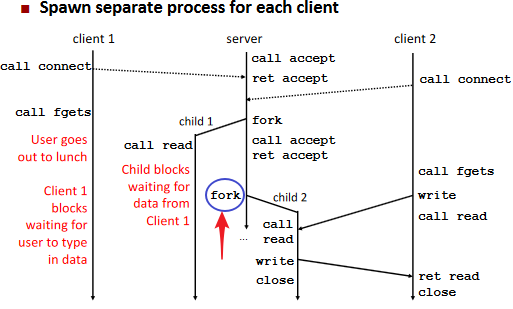 Spawn separate process for each client
client 1
server
client 2
call connect
call accept
ret accept
call connect
call fgets
child 1
fork
call read
call accept
ret accept
User goes
out to lunch
Child blocks
waiting for
data from
Client 1
call fgets
Client 1
blocks
waiting for
user to type
in data
fork
child 2
write
call read
call
read
...
write
close
ret read
close